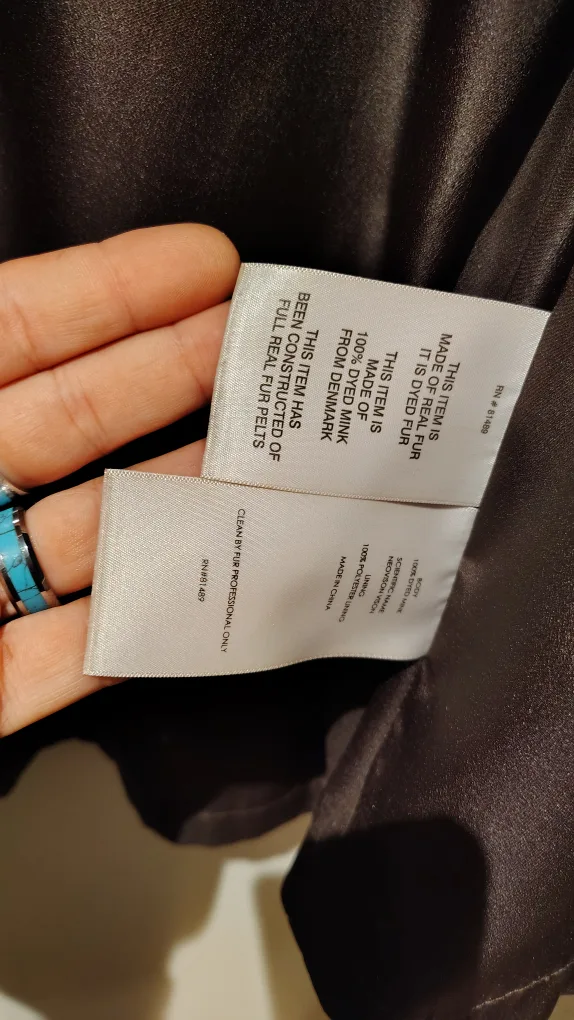 RN # 81489
THIS ITEM IS
MADE OF REAL FUR
IT IS DYED FUR
THIS ITEM IS
MADE OF
100% DYED MINK
FROM DENMARK
THIS ITEM HAS
BEEN CONSTRUCTED OF
FULL REAL FUR PELTS
BODY
100% DYED MINK
SCIENTIFIC NAME
NEOVISON VISON
LINING
100% POLYESTER LINING
MADE IN CHINA
CLEAN BY FUR PROFESSIONAL ONLY
RN#81489